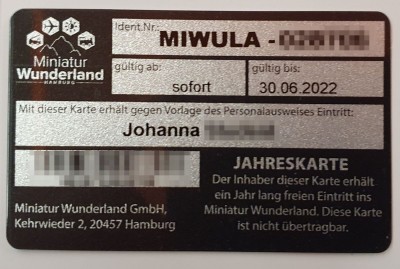 Ident.Nr.:
MIWULA -
Miniatur
Wunderland
HAMBURG
gültig ab:
sofort
gültig bis:
30.06.2022
Mit dieser Karte erhält gegen Vorlage des Personalausweises Eintritt:
Johanna
JAHRESKARTE
Der Inhaber dieser Karte erhält
ein Jahr lang freien Eintritt ins
Miniatur Wunderland. Diese Karte
ist nicht übertragbar.
Miniatur Wunderland GmbH,
Kehrwieder 2, 20457 Hamburg